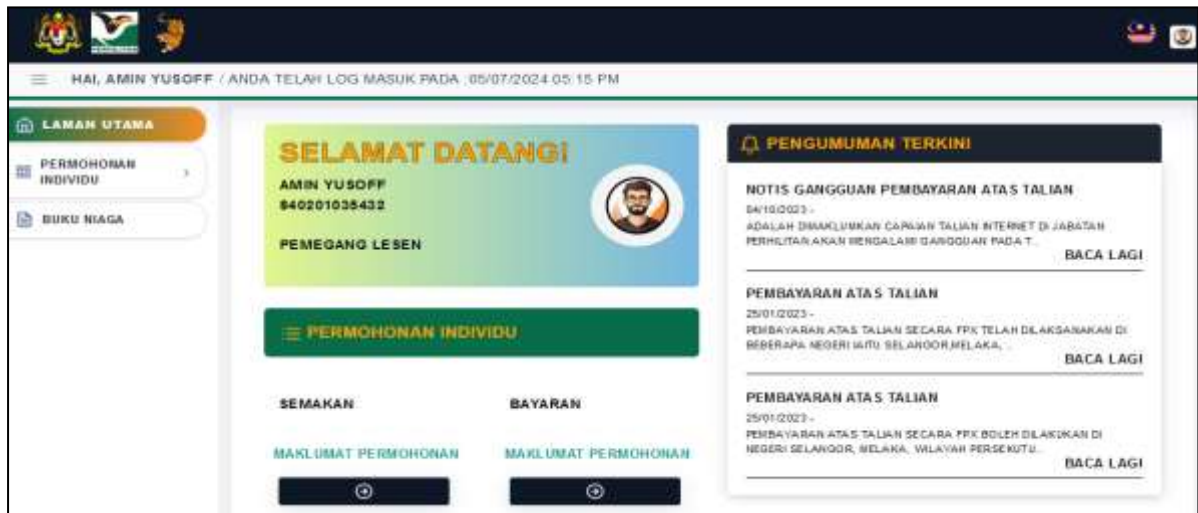 HAI, AMIN YUSOFF / ANDA TELAH LOG MASUK PADA :05/07/2024 05:15 PM
LAMAN UTAMA
PERMOHONAN
INDIVIDU
BUKU NIAGA
SELAMAT DATANG!
AMIN YUSOFF
840201035432
PEMEGANG LESEN
PERMOHONAN INDIVIDU
SEMAKAN
MAKLUMAT PERMOHONAN
BAYARAN
MAKLUMAT PERMOHONAN
PENGUMUMAN TERKINI
NOTIS GANGGUAN PEMBAYARAN ATAS TALIAN
04/10/2023 -
ADALAH DIMAKLUMKAN CAPAIAN TALIAN INTERNET DI JABATAN
PERHILITAN AKAN MENGALAMI GANGGUAN PADA T...
BACA LAGI
PEMBAYARAN ATAS TALIAN
25/01/2023 -
PEMBAYARAN ATAS TALIAN SECARA FPX TELAH DILAKSANAKAN DI
BEBERAPA NEGERI IAITU SELANGOR,MELAKA, ...
BACA LAGI
PEMBAYARAN ATAS TALIAN
25/01/2023 -
PEMBAYARAN ATAS TALIAN SECARA FPX BOLEH DILAKUKAN DI
NEGERI SELANGOR, MELAKA, WILAYAH PERSEKUTU...
BACA LAGI